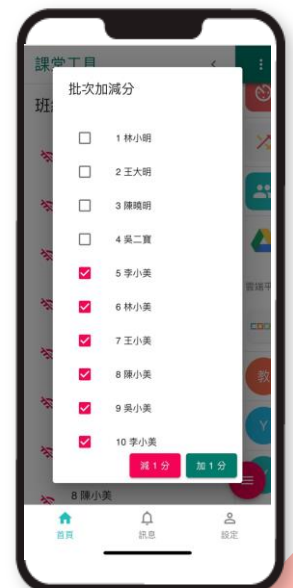 課堂工具
批次加減分
班
1 林小明
2 王大明
3 陳曉明
4 吳二寶
5 李小美
6 林小美
7 王小美
8 陳小美
9 吳小美
10 李小美
減 1 分 加 1 分
雲端
教
Y
8 陳小美
首頁 訊息 設定